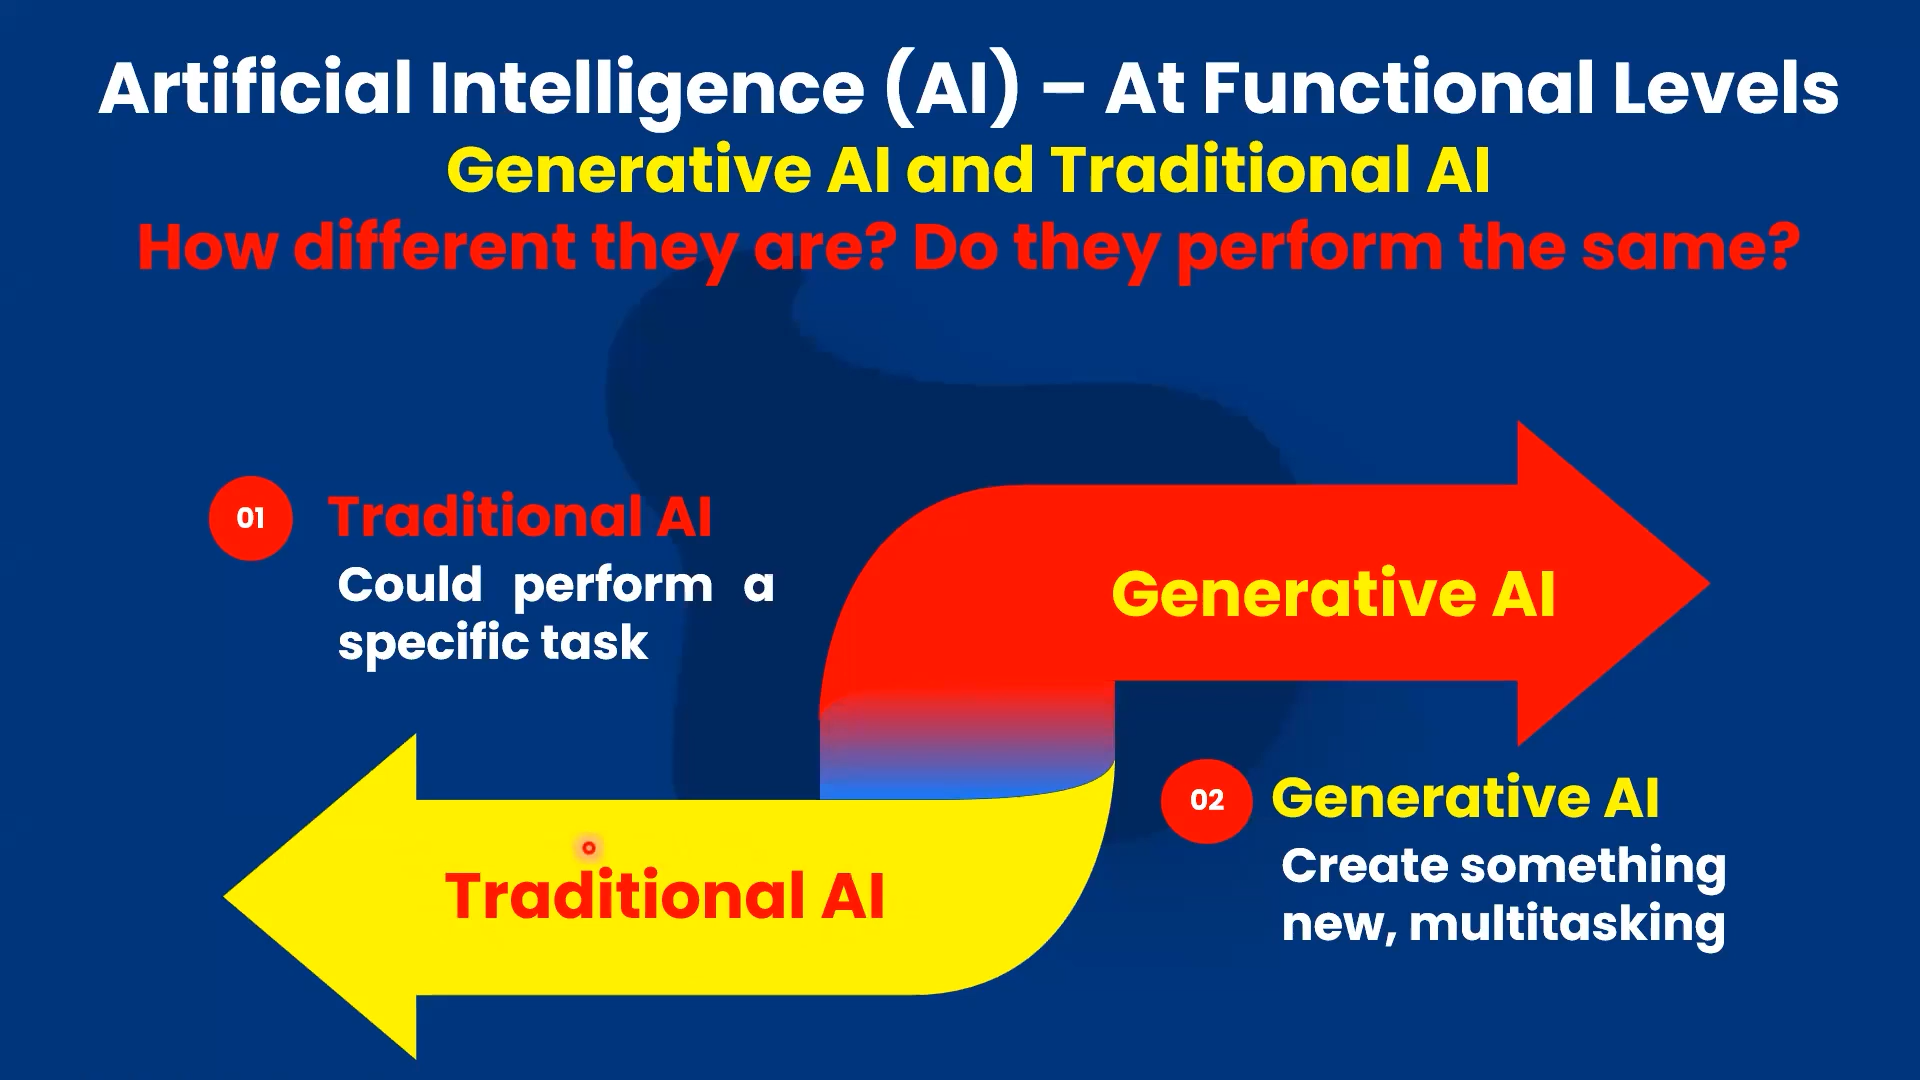 Artificial Intelligence (AI) – At Functional Levels
Generative AI and Traditional AI
How different they are? Do they perform the same?
01
Traditional AI
Could perform a
specific task
Generative AI
02
Generative AI
Create something
new, multitasking
Traditional AI